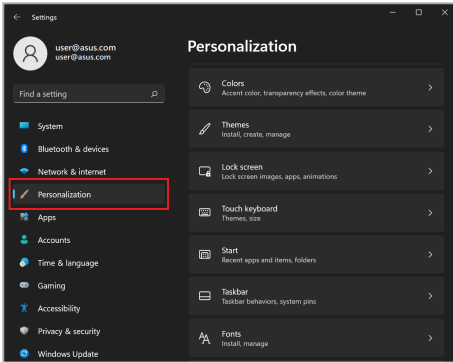 Settings
user@asus.com
user@asus.com
Find a setting
System
Bluetooth & devices
Network & internet
Personalization
Apps
Accounts
Time & language
Gaming
Accessibility
Privacy & security
Windows Update
Personalization
Colors
Accent color, transparency effects, color theme
Themes
Install, create, manage
Lock screen
Lock screen images, apps, animations
Touch keyboard
Themes, size
Start
Recent apps and items, folders
Taskbar
Taskbar behaviors, system pins
Fonts
Install, manage